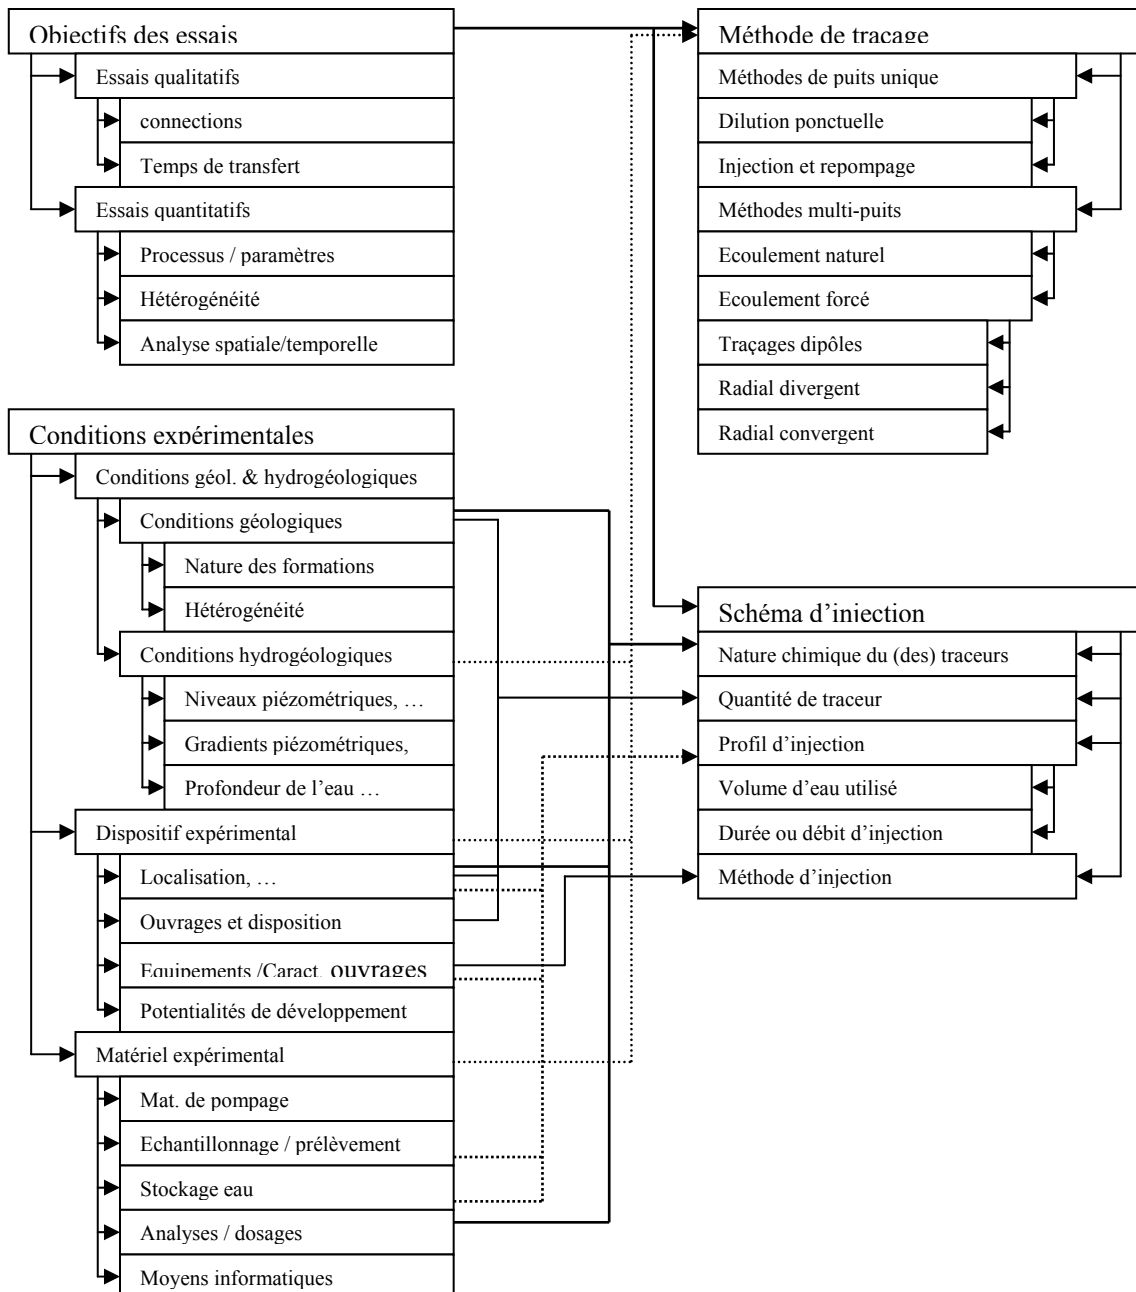 Objectifs des essais
Essais qualitatifs
connections
Temps de transfert
Essais quantitatifs
Processus / paramètres
Hétérogénéité
Analyse spatiale/temporelle
Conditions expérimentales
Conditions géol. & hydrogéologiques
Conditions géologiques
Nature des formations
Hétérogénéité
Conditions hydrogéologiques
Niveaux piézométriques, …
Gradients piézométriques,
Profondeur de l’eau …
Dispositif expérimental
Localisation, …
Ouvrages et disposition
Equipements /Caract. ouvrages
Potentialités de développement
Matériel expérimental
Mat. de pompage
Echantillonnage / prélèvement
Stockage eau
Analyses / dosages
Moyens informatiques
Méthode de traçage
Méthodes de puits unique
Dilution ponctuelle
Injection et repompage
Méthodes multi-puits
Ecoulement naturel
Ecoulement forcé
Traçages dipôles
Radial divergent
Radial convergent
Schéma d’injection
Nature chimique du (des) traceurs
Quantité de traceur
Profil d’injection
Volume d’eau utilisé
Durée ou débit d’injection
Méthode d’injection